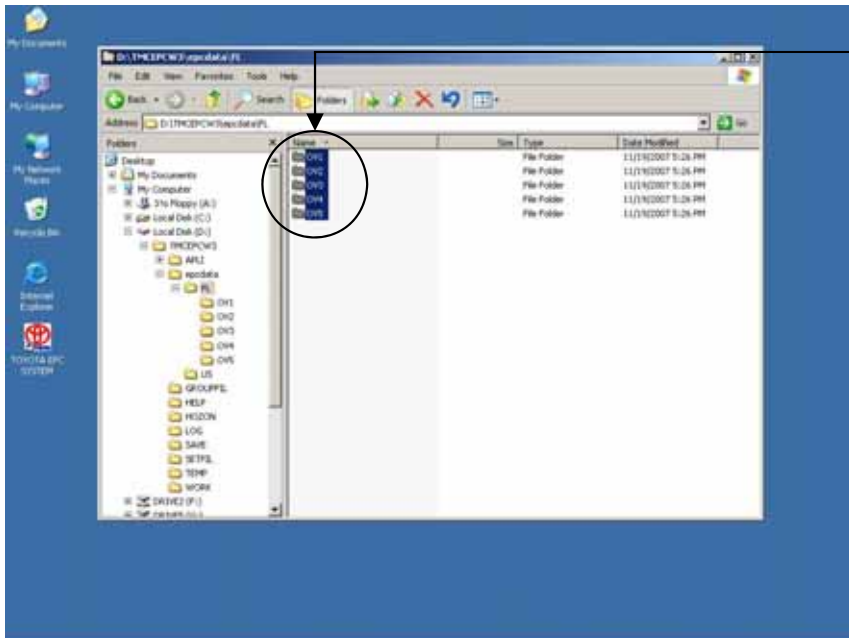 My Documents
My Computer
My Network Places
Recycle Bin
Internet Explorer
TOYOTA EPC SYSTEM
D:\TMCEPCW3\epcdata\FL
File Edit View Favorites Tools Help
Back Search Folders
Address D:\TMCEPCW3\epcdata\FL Go
Folders
Desktop
My Documents
My Computer
3½ Floppy (A:)
Local Disk (C:)
Local Disk (D:)
TMCEPCW3
APLI
epcdata
FL
OV1
OV2
OV3
OV4
OV5
US
GROUPFIL
HELP
HOZON
LOG
SAVE
SETFIL
TEMP
WORK
DRIVE2 (F:)
Name Size Type Date Modified
OV1 File Folder 11/19/2007 5:26 PM
OV2 File Folder 11/19/2007 5:26 PM
OV3 File Folder 11/19/2007 5:26 PM
OV4 File Folder 11/19/2007 5:26 PM
OV5 File Folder 11/19/2007 5:26 PM